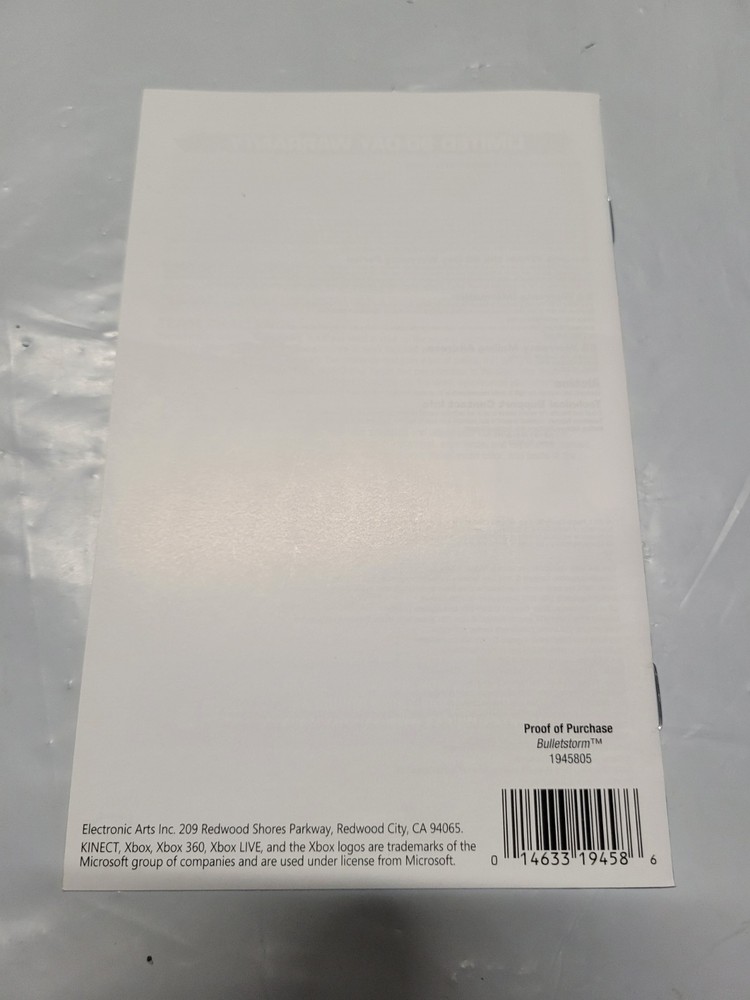 Proof of Purchase
Bulletstorm™
1945805
Electronic Arts Inc. 209 Redwood Shores Parkway, Redwood City, CA 94065.
KINECT, Xbox, Xbox 360, Xbox LIVE, and the Xbox logos are trademarks of the
Microsoft group of companies and are used under license from Microsoft.
0 14633 19458 6